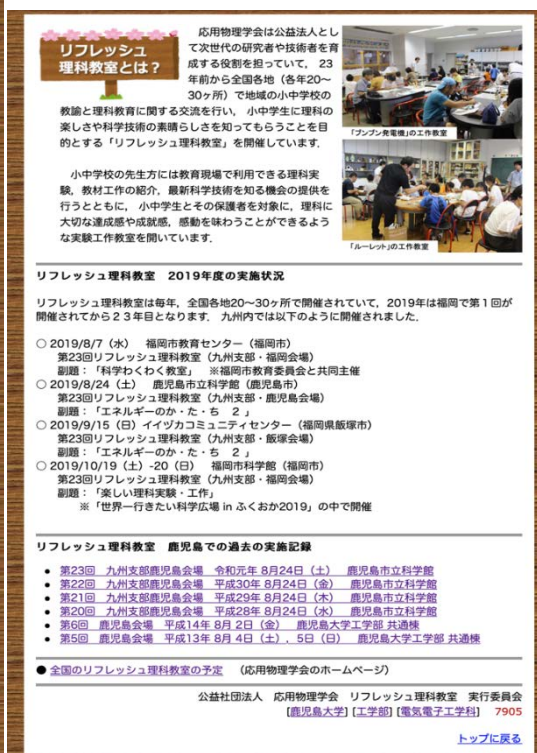 リフレッシュ
理科教室とは？
応用物理学会は公益法人とし
て次世代の研究者や技術者を育
成する役割を担っていて， 23
年前から全国各地（各年20～
30ヶ所）で地域の小中学校の
教諭と理科教育に関する交流を行い， 小中学生に理科の
楽しさや科学技術の素晴らしさを知ってもらうことを目
的とする「リフレッシュ理科教室」を開催しています．
小中学校の先生方には教育現場で利用できる理科実
験，教材工作の紹介，最新科学技術を知る機会の提供を
行うとともに， 小中学生とその保護者を対象に，理科に
大切な達成感や成就感，感動を味わうことができるよう
な実験工作教室を開いています．
「ブンブン発電機」の工作教室
「ルーレット」の工作教室
リフレッシュ理科教室 2019年度の実施状況
リフレッシュ理科教室は毎年，全国各地20～30ヶ所で開催されていて，2019年は福岡で第１回が
開催されてから２３年目となります． 九州内では以下のように開催されました．
○ 2019/8/7（水） 福岡市教育センター（福岡市）
第23回リフレッシュ理科教室（九州支部・福岡会場）
副題：「科学わくわく教室」 ※福岡市教育委員会と共同主催
○ 2019/8/24（土） 鹿児島市立科学館（鹿児島市）
第23回リフレッシュ理科教室（九州支部・鹿児島会場）
副題：「エネルギーのか・た・ち ２」
○ 2019/9/15（日）イイヅカコミュニティセンター（福岡県飯塚市）
第23回リフレッシュ理科教室（九州支部・飯塚会場）
副題：「エネルギーのか・た・ち ２」
○ 2019/10/19（土）-20（日） 福岡市科学館（福岡市）
第23回リフレッシュ理科教室（九州支部・福岡会場）
副題：「楽しい理科実験・工作」
※「世界一行きたい科学広場 in ふくおか2019」の中で開催
リフレッシュ理科教室 鹿児島での過去の実施記録
● 第23回 九州支部鹿児島会場 令和元年 8月24日（土） 鹿児島市立科学館
● 第22回 九州支部鹿児島会場 平成30年 8月24日（金） 鹿児島市立科学館
● 第21回 九州支部鹿児島会場 平成29年 8月24日（木） 鹿児島市立科学館
● 第20回 九州支部鹿児島会場 平成28年 8月24日（水） 鹿児島市立科学館
● 第6回 鹿児島会場 平成14年 8月 2日（金） 鹿児島大学工学部 共通棟
● 第5回 鹿児島会場 平成13年 8月 4日（土），5日（日） 鹿児島大学工学部 共通棟
● 全国のリフレッシュ理科教室の予定 （応用物理学会のホームページ）
公益社団法人 応用物理学会 リフレッシュ理科教室 実行委員会
[鹿児島大学] [工学部] [電気電子工学科] 7905
トップに戻る